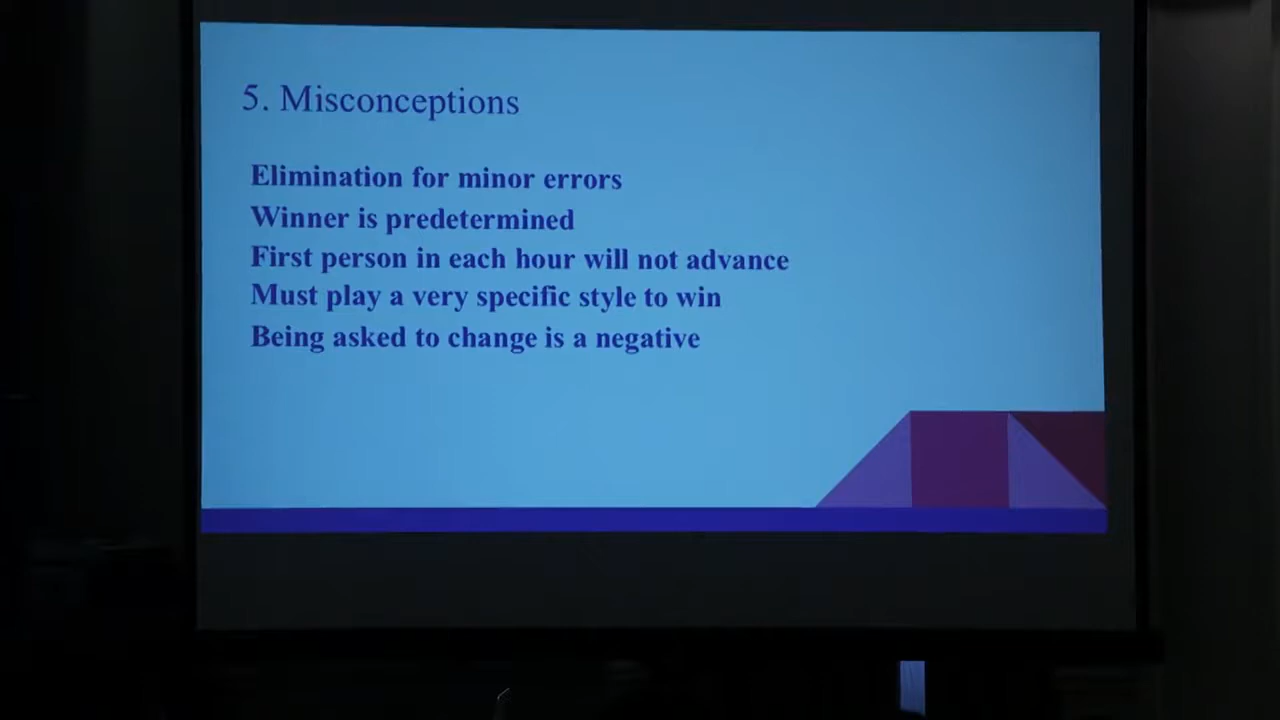 5. Misconceptions
Elimination for minor errors
Winner is predetermined
First person in each hour will not advance
Must play a very specific style to win
Being asked to change is a negative